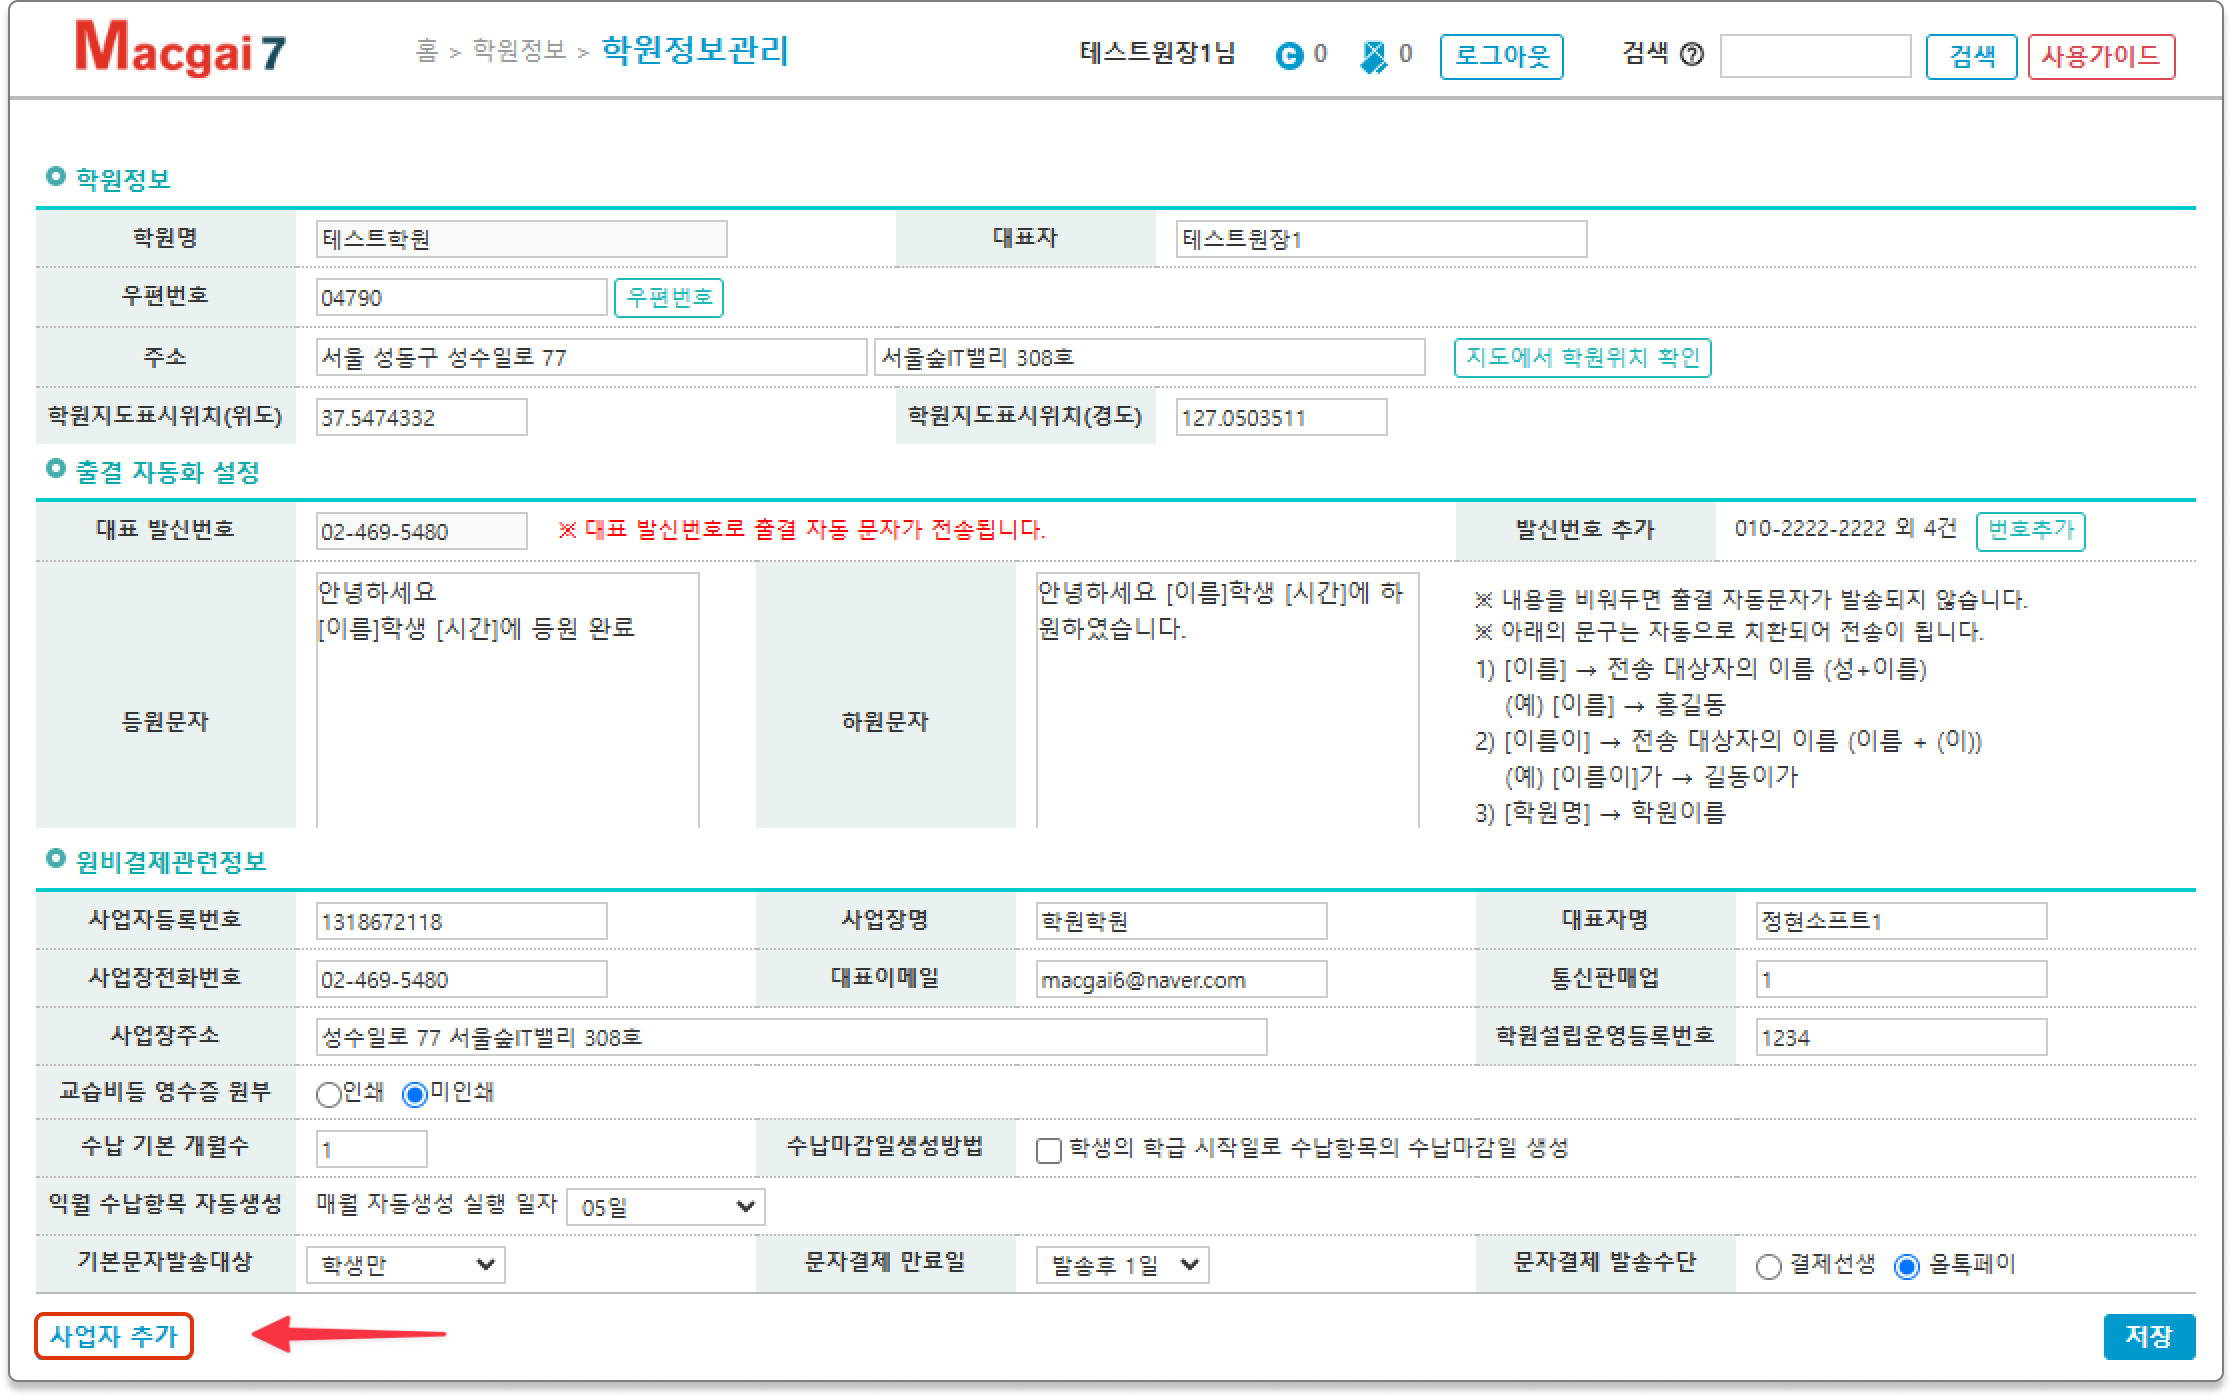 Macgai 7
홈 > 학원정보 > 학원정보관리
테스트원장1님 C 0 0 로그아웃 검색 ? 검색 사용가이드
학원정보
학원명 테스트학원 대표자 테스트원장1
우편번호 04790 우편번호
주소 서울 성동구 성수일로 77 서울숲IT밸리 308호 지도에서 학원위치 확인
학원지도표시위치(위도) 37.5474332 학원지도표시위치(경도) 127.0503511
출결 자동화 설정
대표 발신번호 02-469-5480 ※ 대표 발신번호로 출결 자동 문자가 전송됩니다. 발신번호 추가 010-2222-2222 외 4건 번호추가
등원문자
안녕하세요
[이름]학생 [시간]에 등원 완료
하원문자
안녕하세요 [이름]학생 [시간]에 하
원하였습니다.
※ 내용을 비워두면 출결 자동문자가 발송되지 않습니다.
※ 아래의 문구는 자동으로 치환되어 전송이 됩니다.
1) [이름] → 전송 대상자의 이름 (성+이름)
(예) [이름] → 홍길동
2) [이름이] → 전송 대상자의 이름 (이름 + (이))
(예) [이름이]가 → 길동이가
3) [학원명] → 학원이름
원비결제관련정보
사업자등록번호 1318672118 사업장명 학원학원 대표자명 정현소프트1
사업장전화번호 02-469-5480 대표이메일 macgai6@naver.com 통신판매업 1
사업장주소 성수일로 77 서울숲IT밸리 308호 학원설립운영등록번호 1234
교습비등 영수증 원부 인쇄 미인쇄
수납 기본 개월수 1 수납마감일생성방법 학생의 학급 시작일로 수납항목의 수납마감일 생성
익월 수납항목 자동생성 매월 자동생성 실행 일자 05일
기본문자발송대상 학생만 문자결제 만료일 발송후 1일 문자결제 발송수단 결제선생 올톡페이
사업자 추가 저장